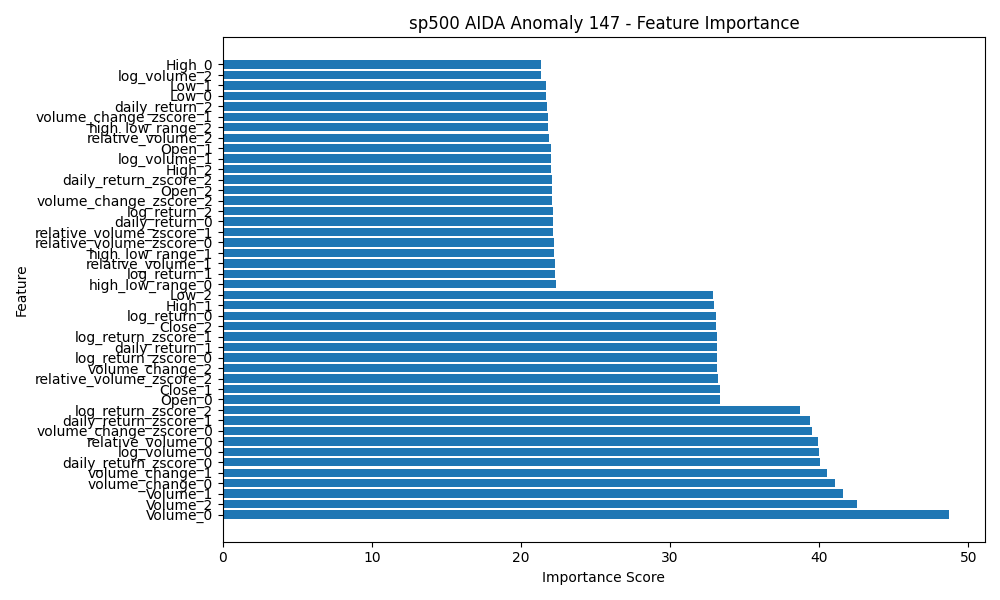 sp500 AIDA Anomaly 147 - Feature Importance
High_0
log_volume_2
Low_1
Low_0
daily_return_2
volume_change_zscore_1
high_low_range_2
relative_volume_2
Open_1
log_volume_1
High_2
daily_return_zscore_2
Open_2
volume_change_zscore_2
log_return_2
daily_return_0
relative_volume_zscore_1
relative_volume_zscore_0
high_low_range_1
relative_volume_1
log_return_1
high_low_range_0
Low_2
High_1
log_return_0
Close_2
log_return_zscore_1
daily_return_1
log_return_zscore_0
volume_change_2
relative_volume_zscore_2
Close_1
Open_0
log_return_zscore_2
daily_return_zscore_1
volume_change_zscore_0
relative_volume_0
log_volume_0
daily_return_zscore_0
volume_change_1
volume_change_0
Volume_1
Volume_2
Volume_0
Feature
0 10 20 30 40 50
Importance Score